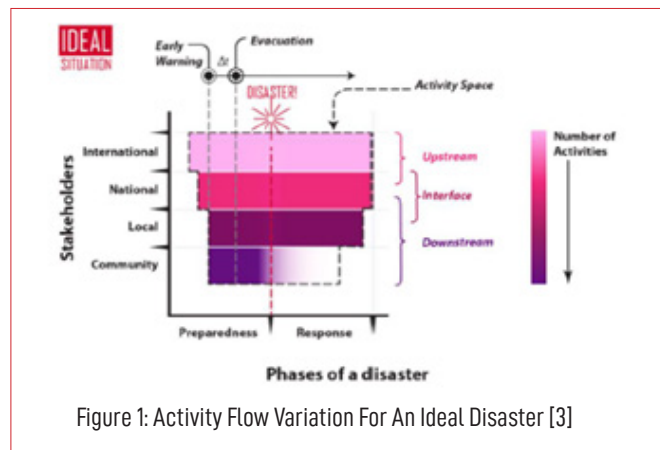 IDEAL
SITUATION
Early
Warning
Δt
Evacuation
DISASTER!
Activity Space
Stakeholders
International
National
Local
Community
Upstream
Interface
Downstream
Number of
Activities
Preparedness
Response
Phases of a disaster
Figure 1: Activity Flow Variation For An Ideal Disaster [3]